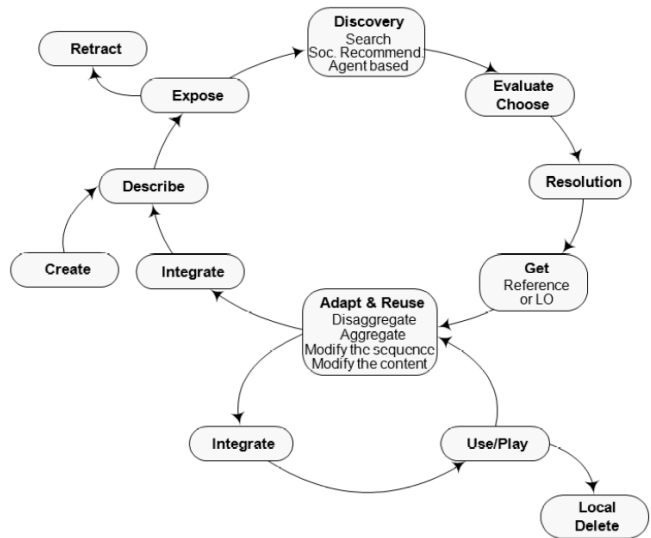 Discovery
Search
Soc. Recommend.
Agent based
Retract
Expose
Evaluate
Choose
Describe
Resolution
Create
Integrate
Get
Reference
or LO
Adapt & Reuse
Disaggregate
Aggregate
Modify the sequence
Modify the content
Integrate
Use/Play
Local
Delete